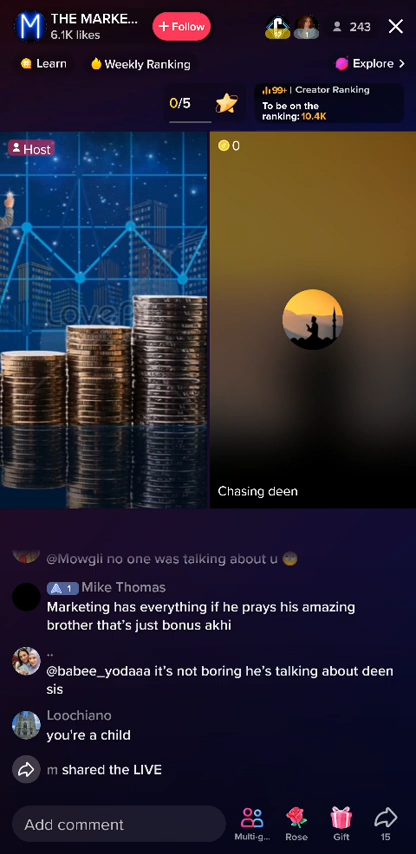 THE MARKE...
6.1K likes
+ Follow
243
Learn
Weekly Ranking
Explore >
0/5
99+ | Creator Ranking
To be on the
ranking: 10.4K
Host
0
Chasing deen
@Mowgli no one was talking about u
1 Mike Thomas
Marketing has everything if he prays his amazing
brother that's just bonus akhi
..
@babee_yodaaa it's not boring he's talking about deen
sis
Loochiano
you're a child
m shared the LIVE
Add comment
Multi-g...
Rose
Gift
15